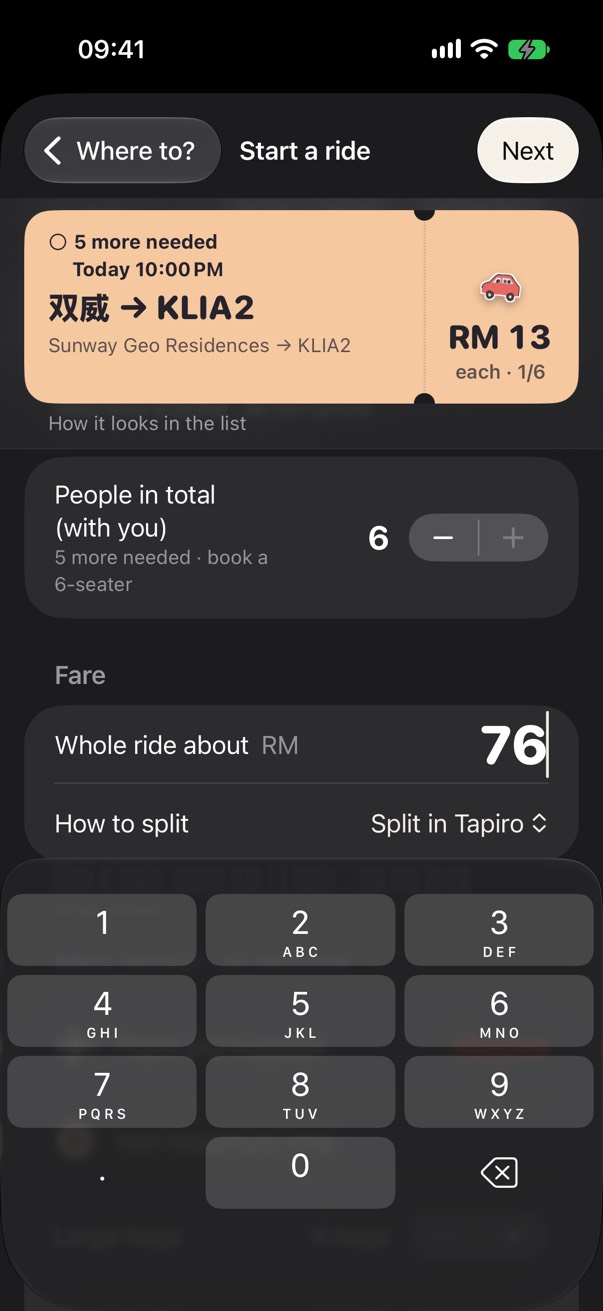 09:41
Where to?
Start a ride
Next
5 more needed
Today 10:00 PM
双威 → KLIA2
Sunway Geo Residences → KLIA2
RM 13
each · 1/6
How it looks in the list
People in total
(with you)
5 more needed · book a
6-seater
6
Fare
Whole ride about RM 76
How to split Split in Tapiro
1
2 ABC
3 DEF
4 GHI
5 JKL
6 MNO
7 PQRS
8 TUV
9 WXYZ
.
0